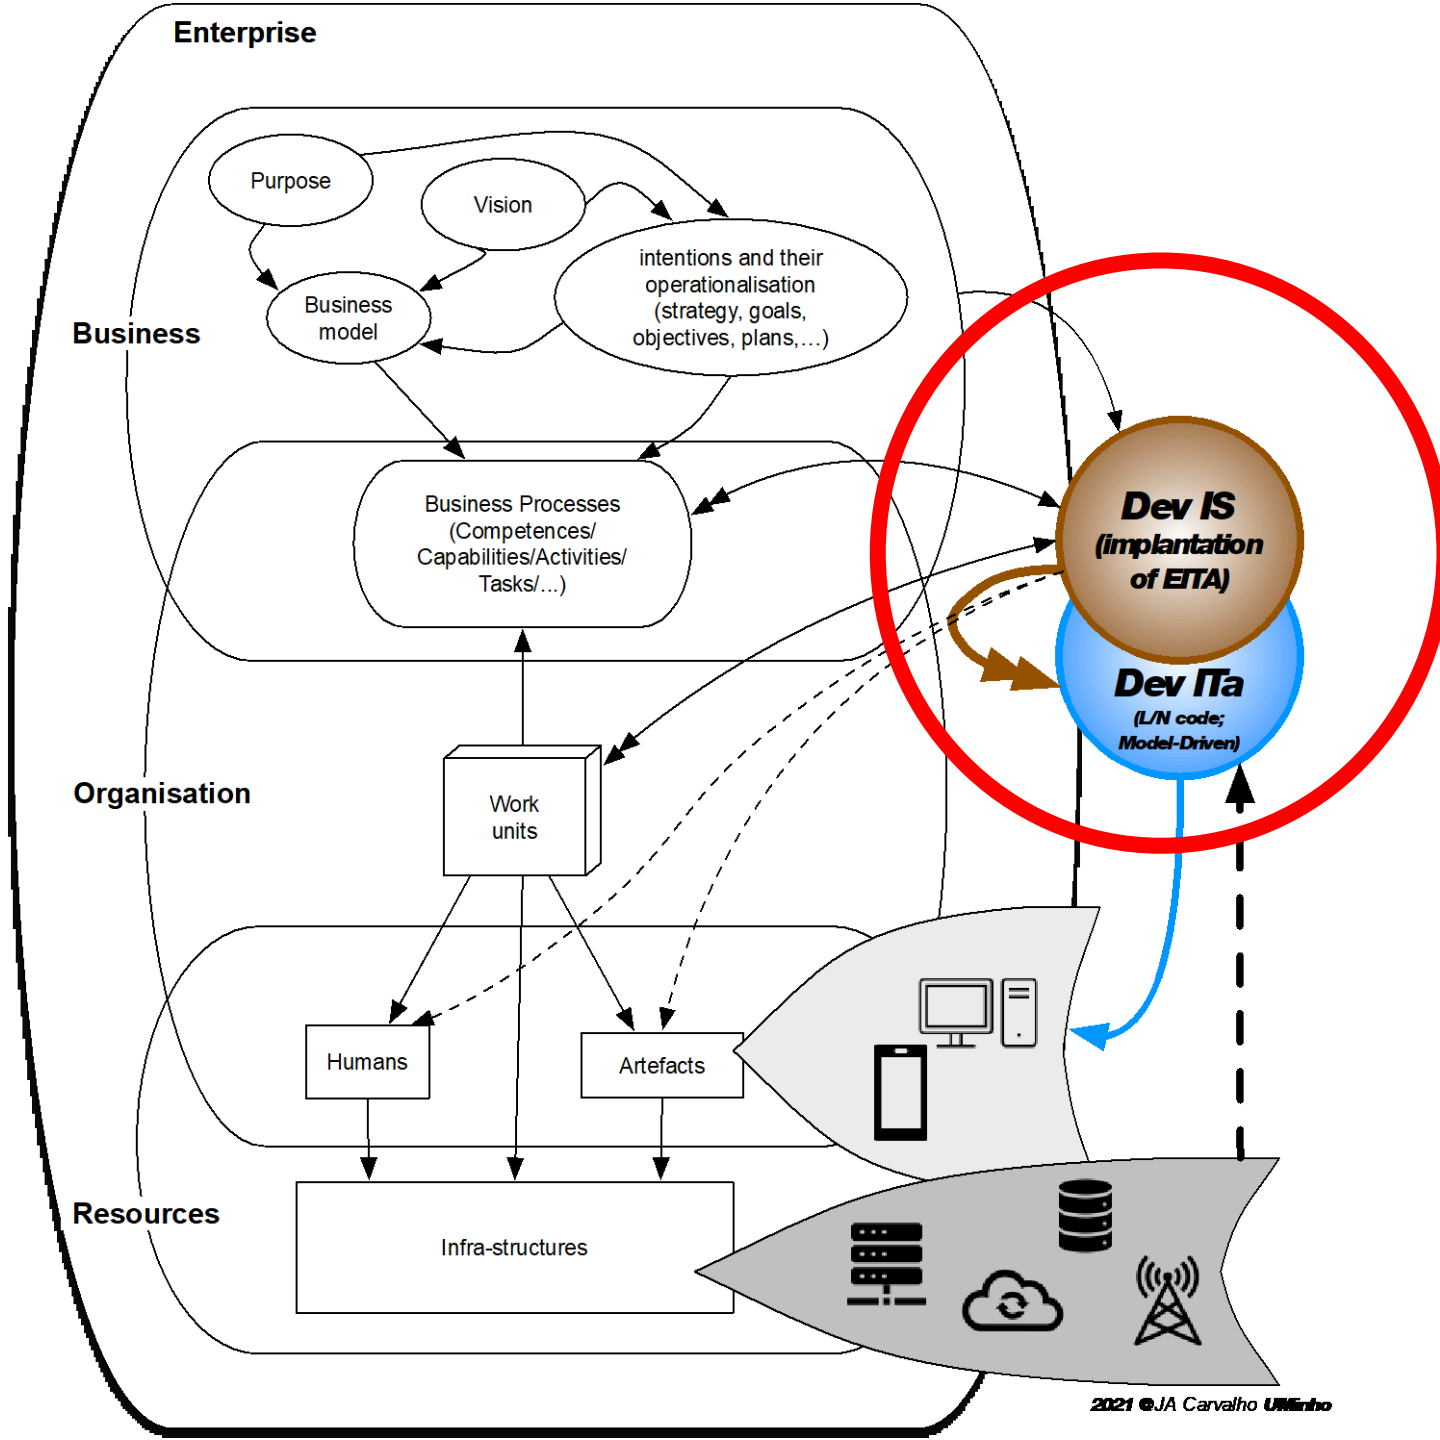 Enterprise
Purpose
Vision
intentions and their
operationalisation
(strategy, goals,
objectives, plans,...)
Business
model
Business
Business Processes
(Competences/
Capabilities/Activities/
Tasks/...)
Dev IS
(implantation
of EITA)
Dev ITa
(L/N code;
Model-Driven)
Work
units
Organisation
Humans
Artefacts
Resources
Infra-structures
2021 @JA Carvalho UMinho